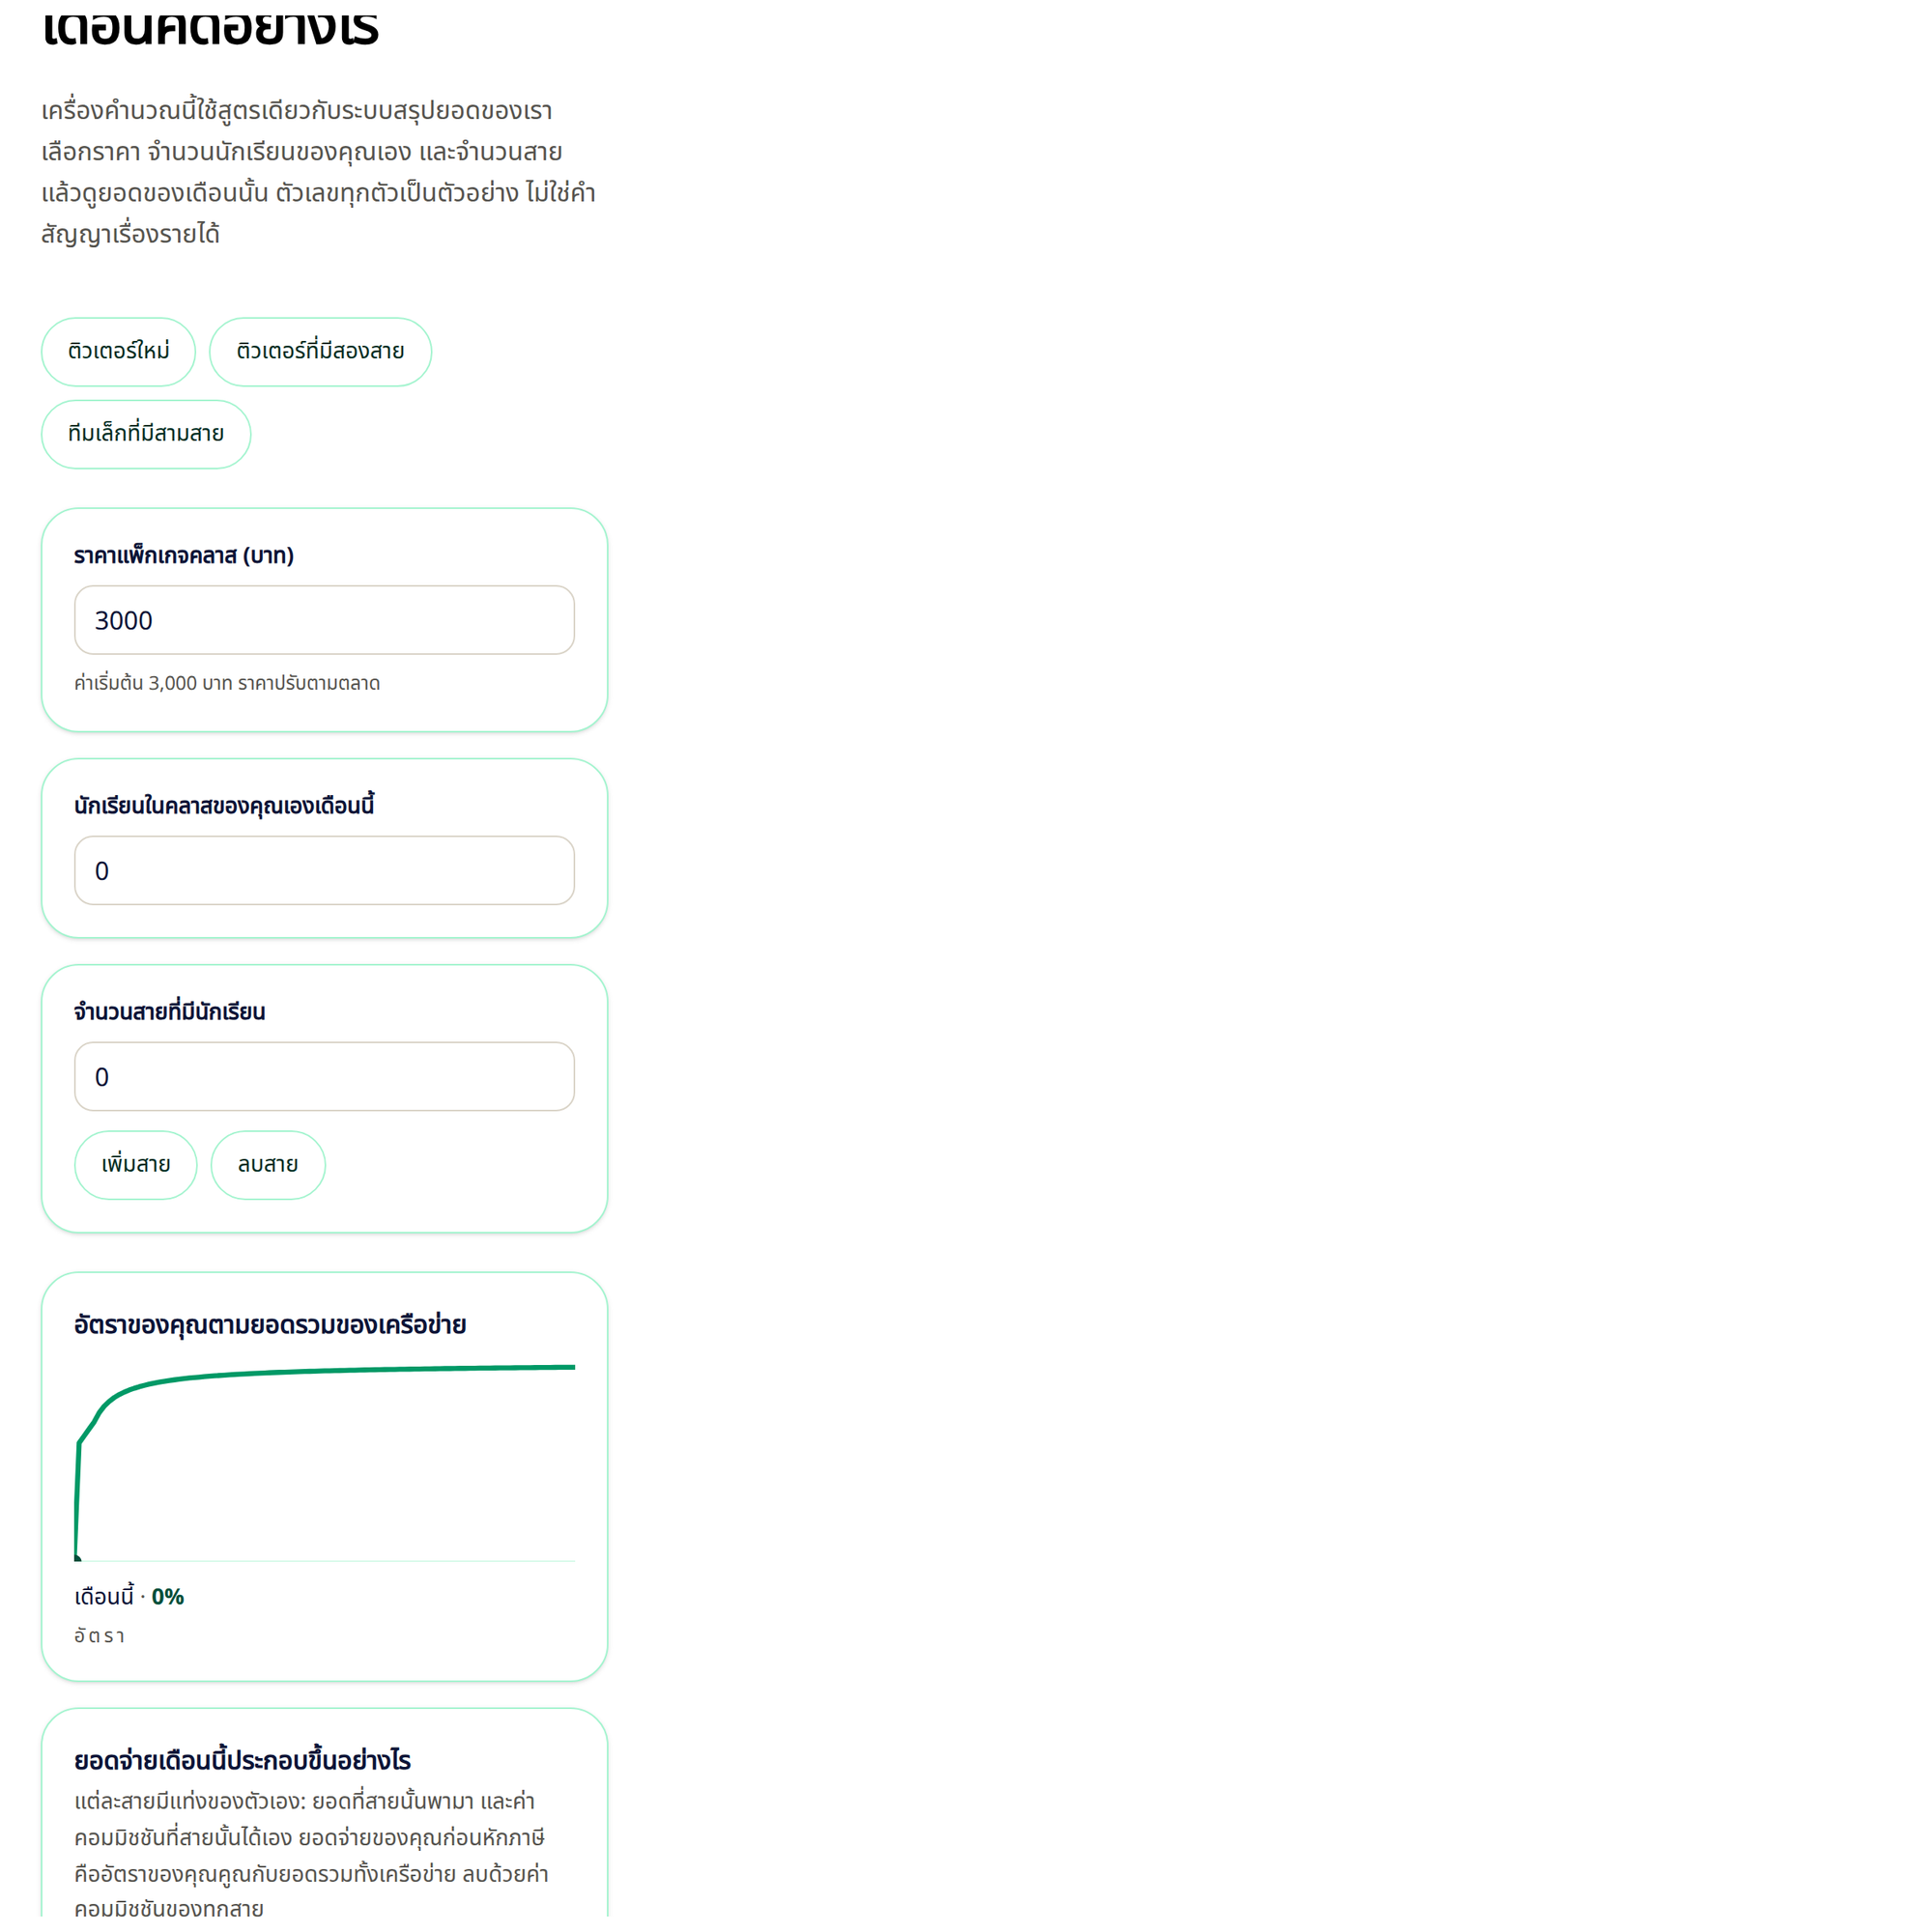 เดือนคิดอย่างไร
เครื่องคำนวณนี้ใช้สูตรเดียวกับระบบสรุปยอดของเรา
เลือกราคา จำนวนนักเรียนของคุณเอง และจำนวนสาย
แล้วดูยอดของเดือนนั้น ตัวเลขทุกตัวเป็นตัวอย่าง ไม่ใช่คำ
สัญญาเรื่องรายได้
ติวเตอร์ใหม่
ติวเตอร์ที่มีสองสาย
ทีมเล็กที่มีสามสาย
ราคาแพ็กเกจคลาส (บาท)
3000
ค่าเริ่มต้น 3,000 บาท ราคาปรับตามตลาด
นักเรียนในคลาสของคุณเองเดือนนี้
0
จำนวนสายที่มีนักเรียน
0
เพิ่มสาย
ลบสาย
อัตราของคุณตามยอดรวมของเครือข่าย
เดือนนี้ · 0%
อัตรา
ยอดจ่ายเดือนนี้ประกอบขึ้นอย่างไร
แต่ละสายมีแท่งของตัวเอง: ยอดที่สายนั้นพามา และค่า
คอมมิชชันที่สายนั้นได้เอง ยอดจ่ายของคุณก่อนหักภาษี
คืออัตราของคุณคูณกับยอดรวมทั้งเครือข่าย ลบด้วยค่า
คอมมิชชันของทุกสาย